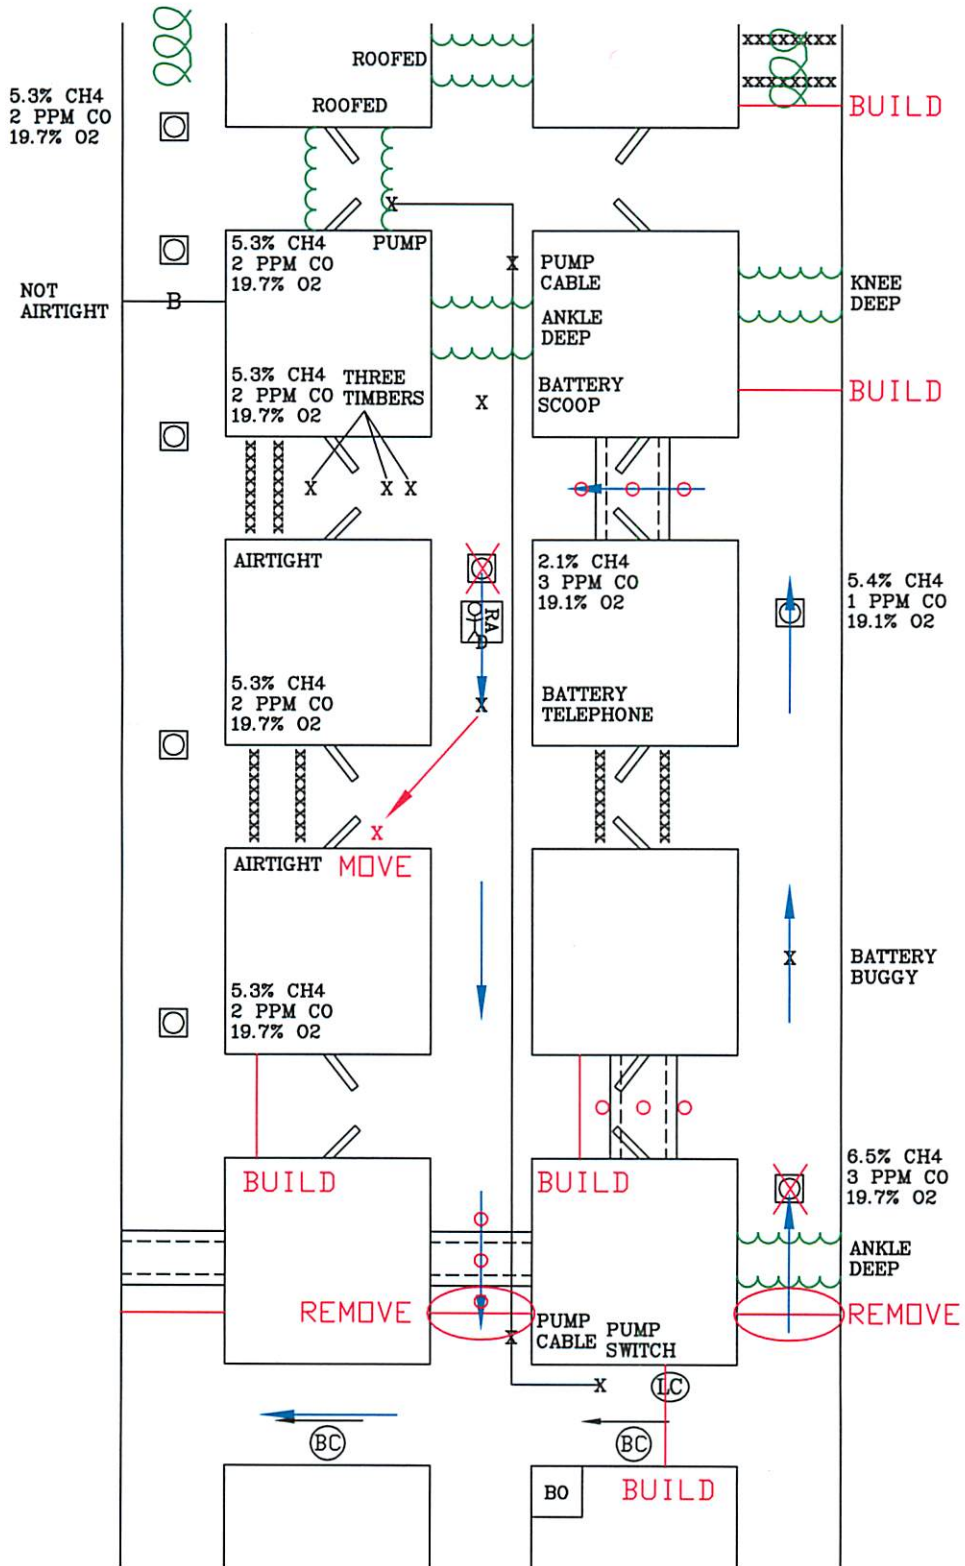 ROOFED
xxxxxxxxx
ROOFED
xxxxxxxxx
5.3% CH4
2 PPM CO
19.7% O2
BUILD
X
5.3% CH4
2 PPM CO
19.7% O2
PUMP
X
PUMP
CABLE
NOT
AIRTIGHT
B
KNEE
DEEP
ANKLE
DEEP
5.3% CH4
2 PPM CO
19.7% O2
THREE
TIMBERS
X
BATTERY
SCOOP
BUILD
X
X X
AIRTIGHT
2.1% CH4
3 PPM CO
19.1% O2
5.4% CH4
1 PPM CO
19.1% O2
RA
D
5.3% CH4
2 PPM CO
19.7% O2
X
BATTERY
TELEPHONE
X
AIRTIGHT
MOVE
X
BATTERY
BUGGY
5.3% CH4
2 PPM CO
19.7% O2
BUILD
BUILD
6.5% CH4
3 PPM CO
19.7% O2
ANKLE
DEEP
REMOVE
REMOVE
X
PUMP
CABLE
PUMP
SWITCH
X
LC
BC
BC
BO
BUILD